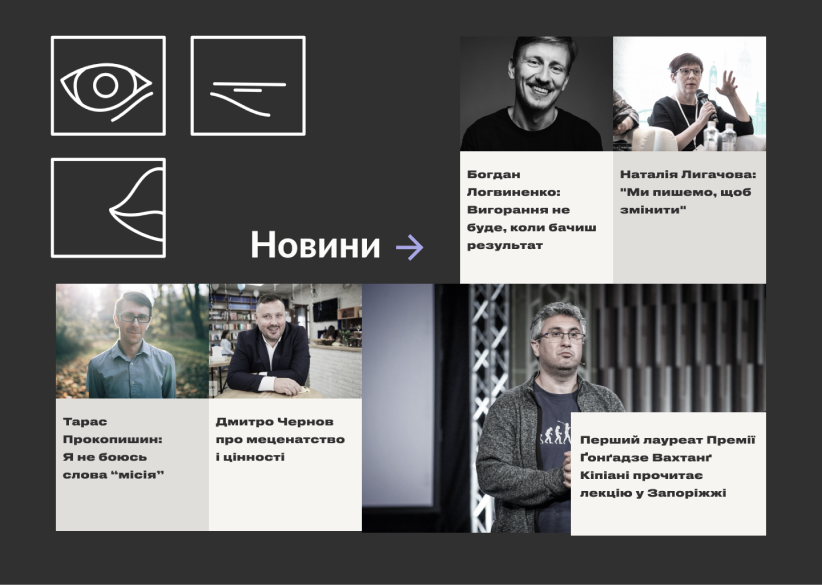 Богдан
Логвиненко:
Вигорання не
буде, коли бачиш
результат
Наталія Лигачова:
"Ми пишемо, щоб
змінити"
Новини →
Тарас
Прокопишин:
Я не боюсь
слова “місія”
Дмитро Чернов
про меценатство
і цінності
Перший лауреат Премії
Ґонґадзе Вахтанґ
Кіпіані прочитає
лекцію у Запоріжжі